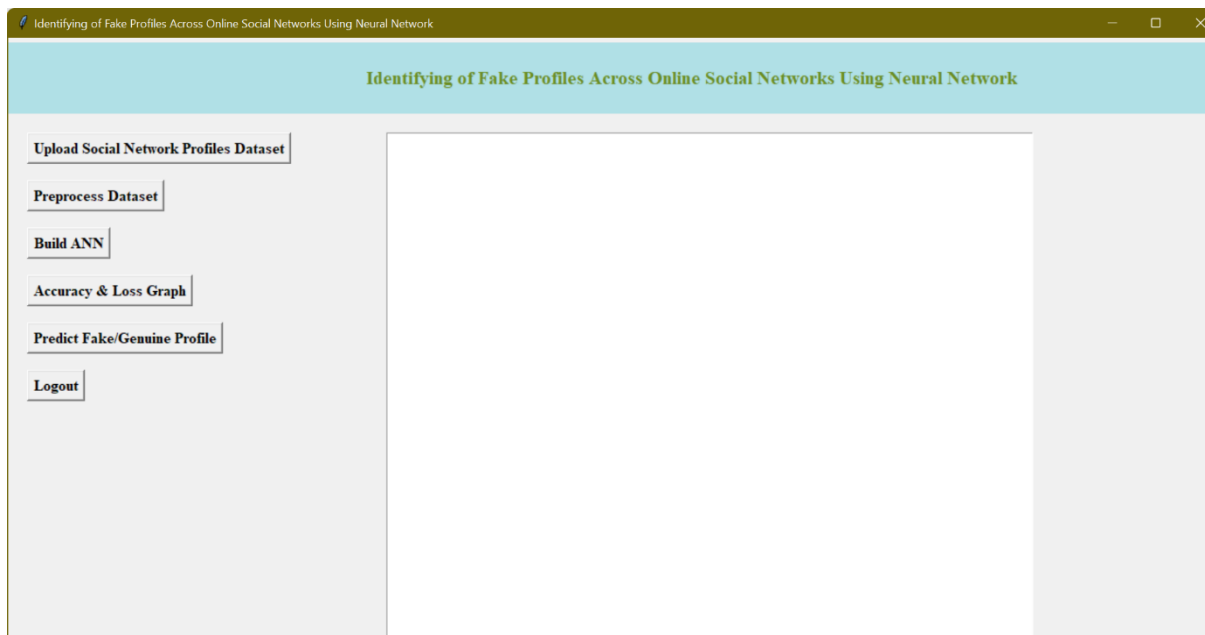 Identifying of Fake Profiles Across Online Social Networks Using Neural Network
Identifying of Fake Profiles Across Online Social Networks Using Neural Network
Upload Social Network Profiles Dataset
Preprocess Dataset
Build ANN
Accuracy & Loss Graph
Predict Fake/Genuine Profile
Logout